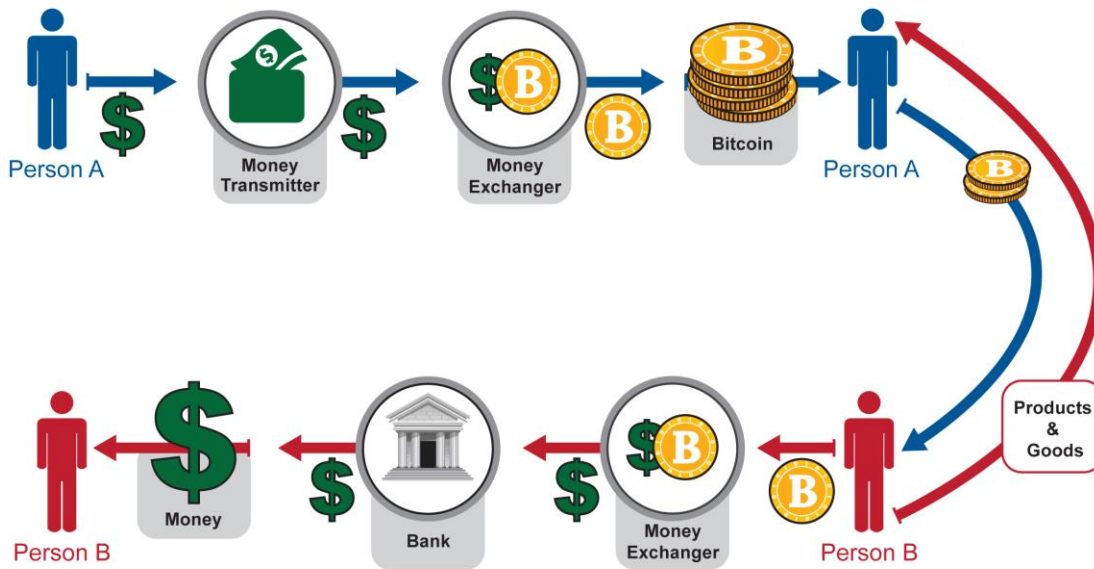 Person A
Money
Transmitter
Money
Exchanger
Bitcoin
Person A
Products
&
Goods
Person B
Money
Bank
Money
Exchanger
Person B